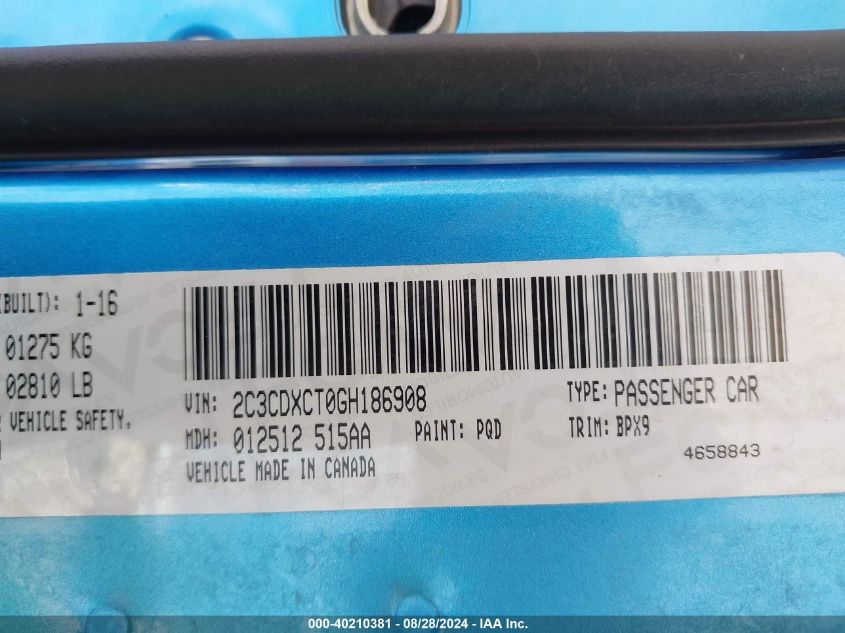 (BUILT): 1-16
01275 KG
02810 LB
VEHICLE SAFETY,
VIN: 2C3CDXCT0GH186908
TYPE: PASSENGER CAR
MDH: 012512 515AA
PAINT: PQD
TRIM: BPX9
VEHICLE MADE IN CANADA
4658843
000-40210381 - 08/28/2024 - IAA Inc.